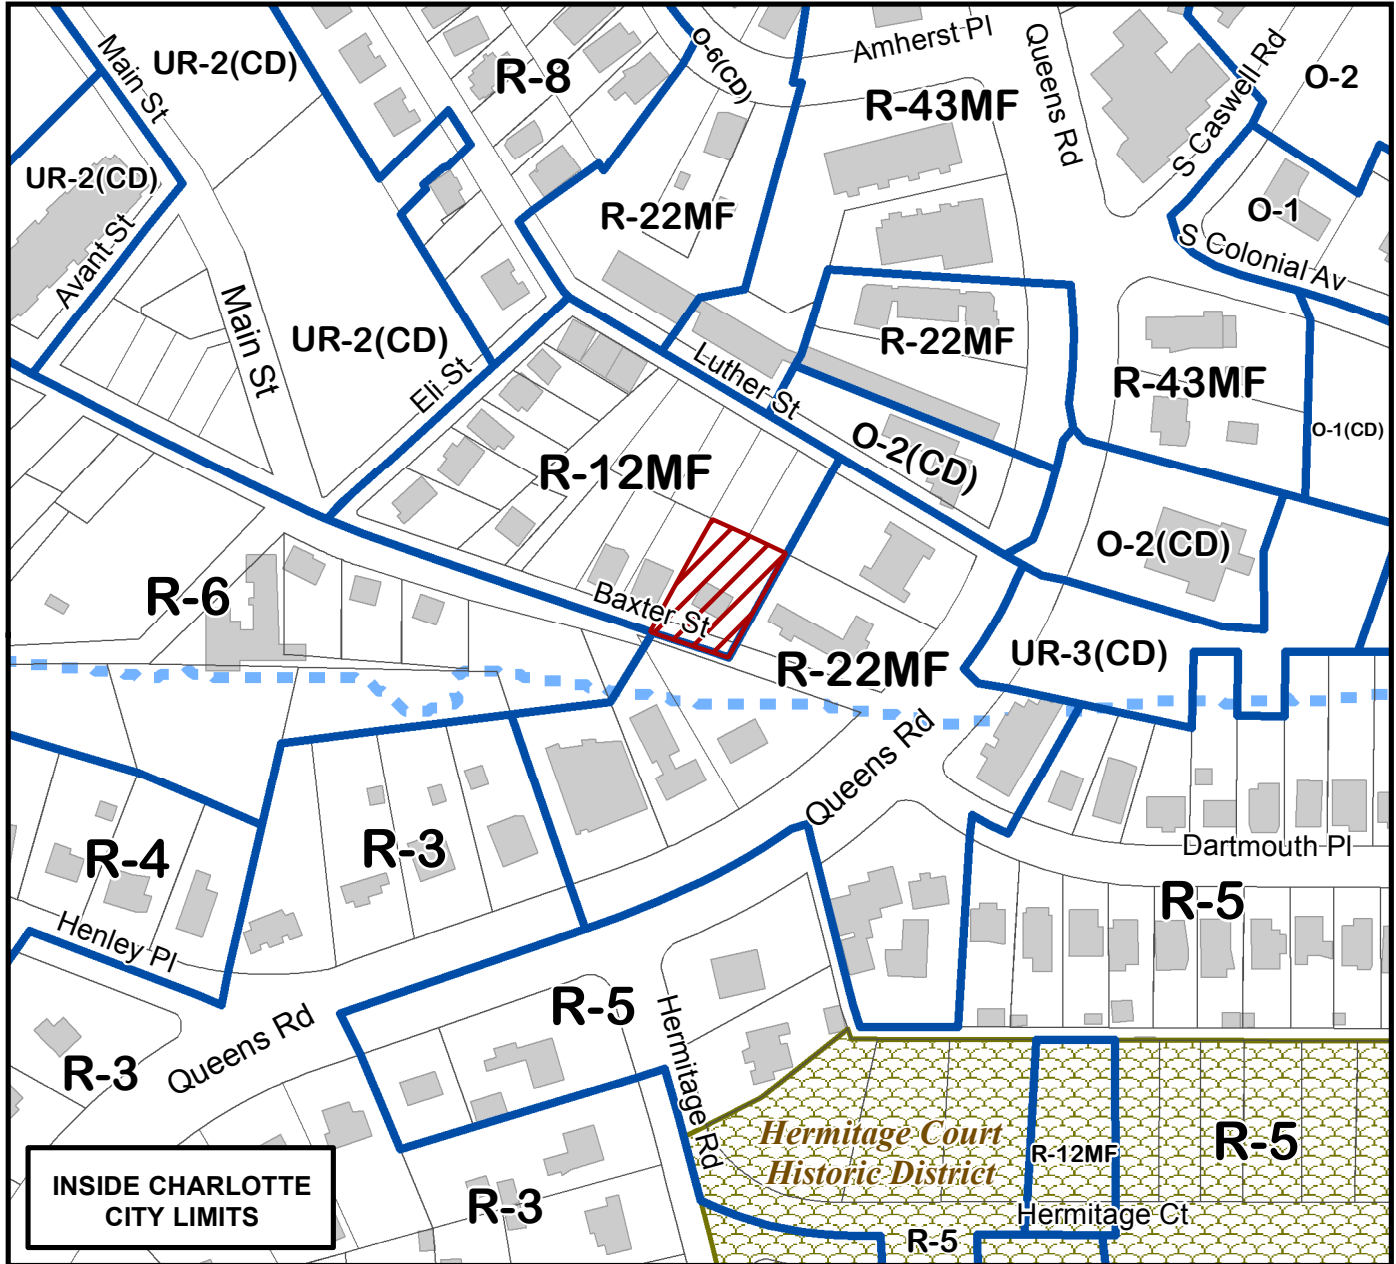 Main St
UR-2(CD)
R-8
O-6(CD)
Amherst Pl
Queens Rd
S Caswell Rd
O-2
R-43MF
UR-2(CD)
Avant St
R-22MF
O-1
S Colonial Av
Main St
UR-2(CD)
Eli St
Luther St
R-22MF
R-43MF
O-1(CD)
R-12MF
O-2(CD)
O-2(CD)
R-6
Baxter St
R-22MF
UR-3(CD)
Queens Rd
R-4
R-3
Dartmouth Pl
R-5
Henley Pl
Queens Rd
R-5
Hermitage Rd
R-3
Hermitage Court
Historic District
R-12MF
R-5
INSIDE CHARLOTTE
CITY LIMITS
R-3
Hermitage Ct
R-5